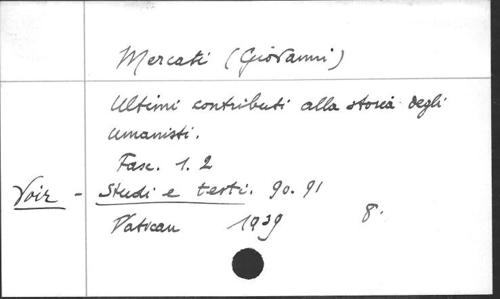 Mercati (Giovanni)
Ultimi contributi alla storia degli
umanisti.
Fasc. 1. 2
Voir - Studi e testi. 90. 91
Vatican 1939 8.